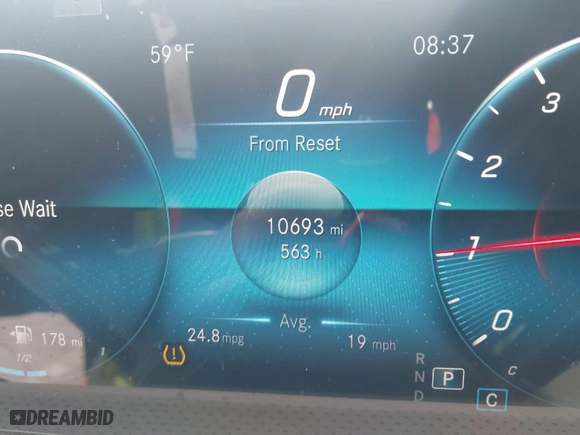 59°F
08:37
0 mph
From Reset
3
2
se Wait
10693 mi
563 h
1
Avg.
0
178 mi
1
24.8 mpg
19 mph
1/2
R
N
P
D
C
C
DREAMBID